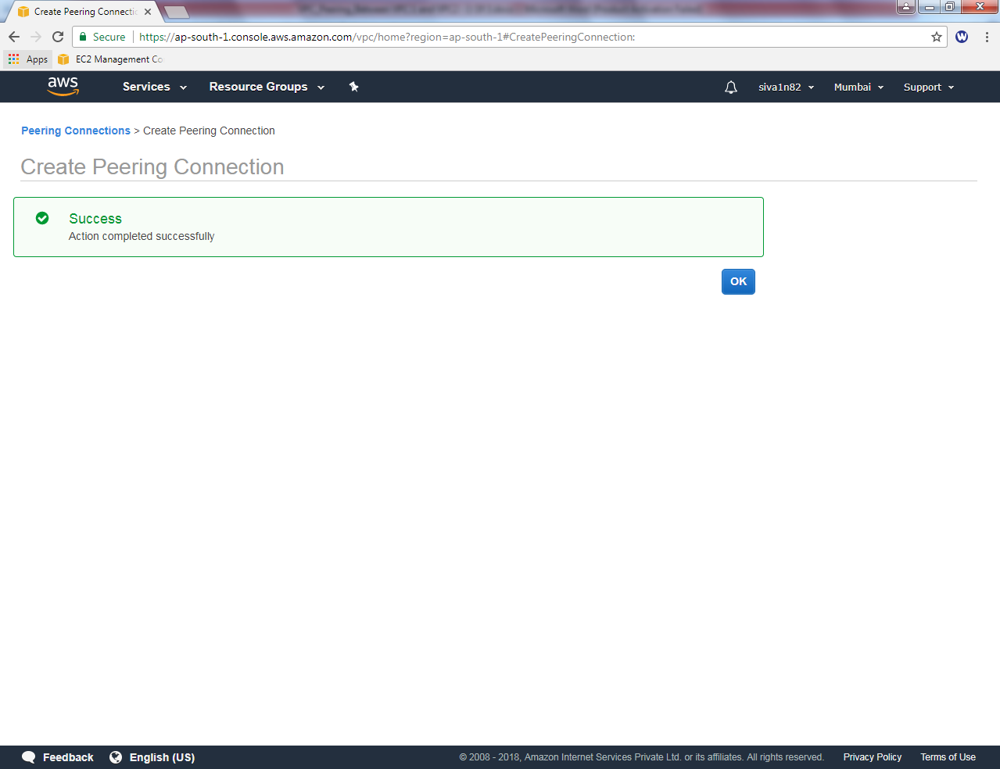 Create Peering Connecti
Secure
https://ap-south-1.console.aws.amazon.com/vpc/home?region=ap-south-1#CreatePeeringConnection:
W
Apps
EC2 Management Co
aws
Services
Resource Groups
siva1n82
Mumbai
Support
Peering Connections > Create Peering Connection
Create Peering Connection
Success
Action completed successfully
OK
Feedback
English (US)
© 2008 - 2018, Amazon Internet Services Private Ltd. or its affiliates. All rights reserved.
Privacy Policy
Terms of Use